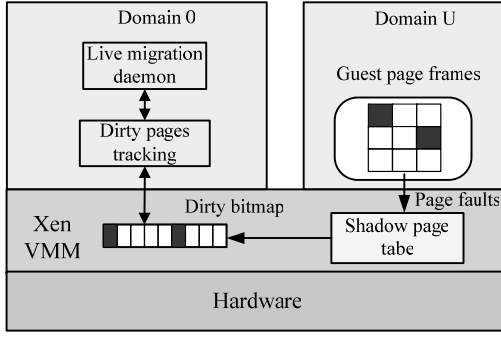 Domain 0
Live migration
daemon
Dirty pages
tracking
Domain U
Guest page frames
Page faults
Dirty bitmap
Xen
VMM
Shadow page
tabe
Hardware